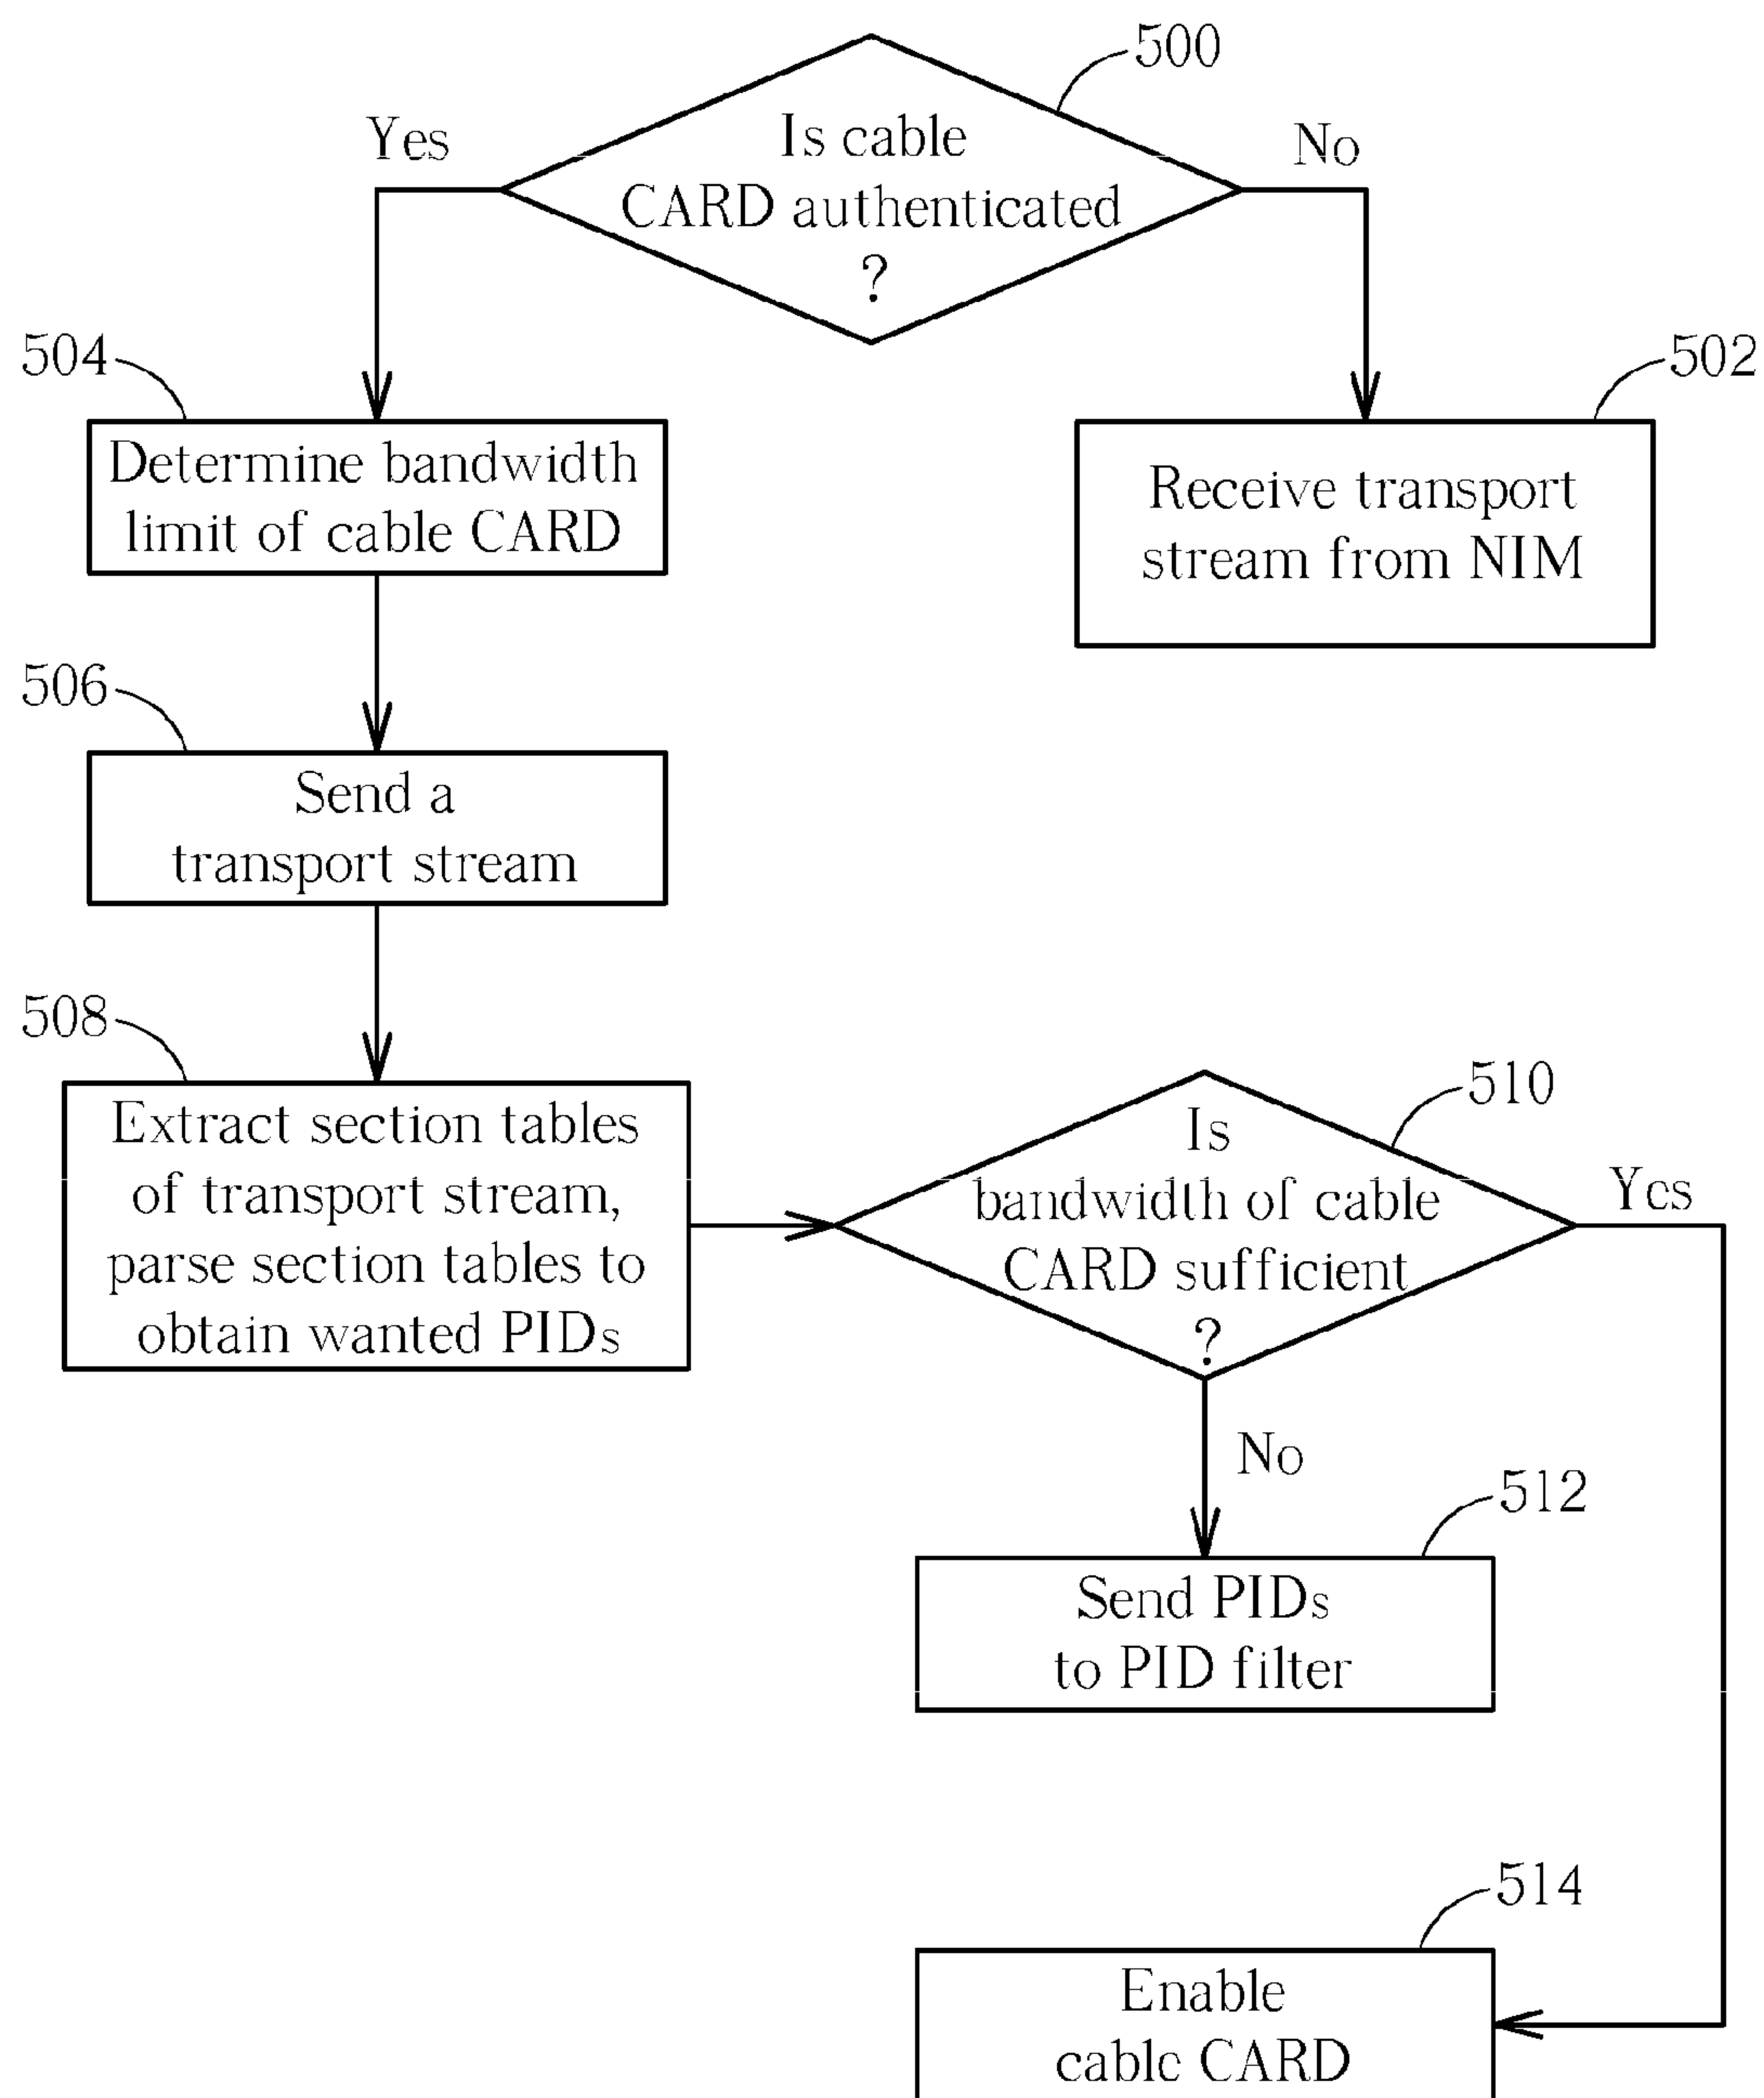 500
Yes
Is cable
CARD authenticated
?
No
504
502
Determine bandwidth
limit of cable CARD
Receive transport
stream from NIM
506
Send a
transport stream
508
Extract section tables
of transport stream,
parse section tables to
obtain wanted PIDs
510
Is
bandwidth of cable
CARD sufficient
?
Yes
No
512
Send PIDs
to PID filter
514
Enable
cable CARD